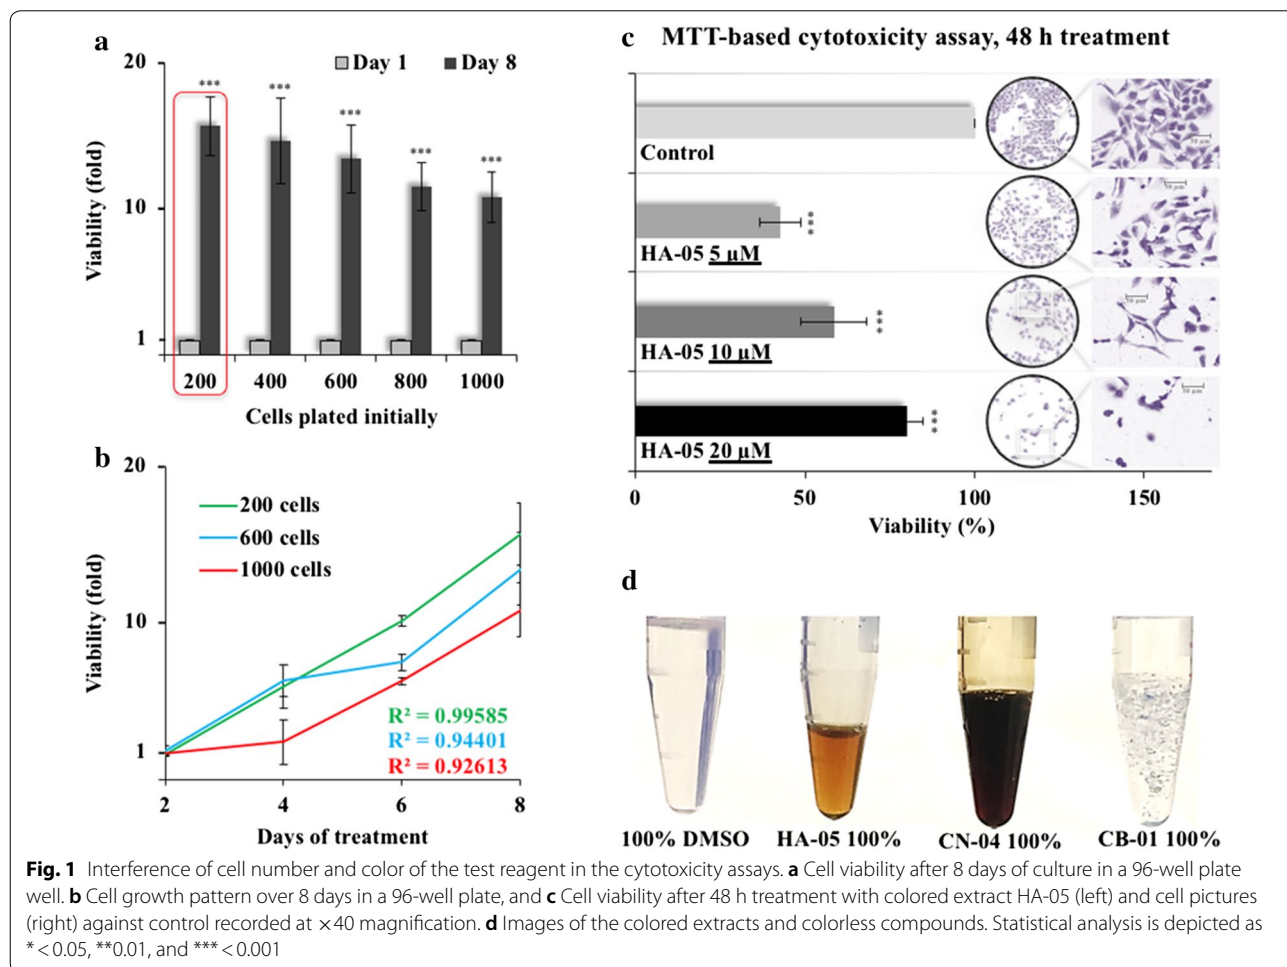 a
20
Day 1
Day 8
***
***
***
***
***
10
1
Viability (fold)
200
400
600
800
1000
Cells plated initially
b
20
200 cells
600 cells
1000 cells
10
1
Viability (fold)
R² = 0.99585
R² = 0.94401
R² = 0.92613
2
4
6
8
Days of treatment
c
MTT-based cytotoxicity assay, 48 h treatment
Control
50 µm
HA-05 5 µM
***
50 µm
HA-05 10 µM
***
50 µm
HA-05 20 µM
***
50 µm
0
50
100
150
Viability (%)
d
100% DMSO
HA-05 100%
CN-04 100%
CB-01 100%
Fig. 1 Interference of cell number and color of the test reagent in the cytotoxicity assays. a Cell viability after 8 days of culture in a 96-well plate
well. b Cell growth pattern over 8 days in a 96-well plate, and c Cell viability after 48 h treatment with colored extract HA-05 (left) and cell pictures
(right) against control recorded at ×40 magnification. d Images of the colored extracts and colorless compounds. Statistical analysis is depicted as
*<0.05, **0.01, and ***<0.001